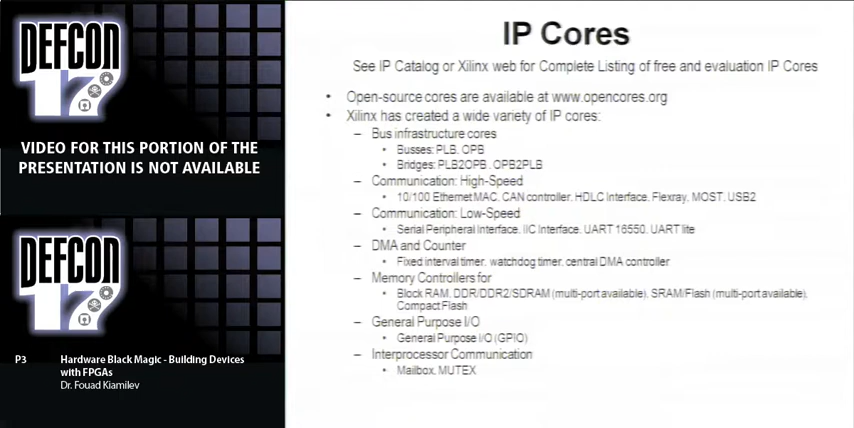 DEFCON
17
VIDEO FOR THIS PORTION OF THE
PRESENTATION IS NOT AVAILABLE
DEFCON
17
P3 Hardware Black Magic - Building Devices
with FPGAs
Dr. Fouad Kiamilev
IP Cores
See IP Catalog or Xilinx web for Complete Listing of free and evaluation IP Cores
• Open-source cores are available at www.opencores.org
• Xilinx has created a wide variety of IP cores:
– Bus infrastructure cores
• Busses: PLB, OPB
• Bridges: PLB2OPB, OPB2PLB
– Communication: High-Speed
• 10/100 Ethernet MAC, CAN controller, HDLC Interface, Flexray, MOST, USB2
– Communication: Low-Speed
• Serial Peripheral Interface, IIC Interface, UART 16550, UART lite
– DMA and Counter
• Fixed interval timer, watchdog timer, central DMA controller
– Memory Controllers for
• Block RAM, DDR/DDR2/SDRAM (multi-port available), SRAM/Flash (multi-port available),
Compact Flash
– General Purpose I/O
• General Purpose I/O (GPIO)
– Interprocessor Communication
• Mailbox, MUTEX